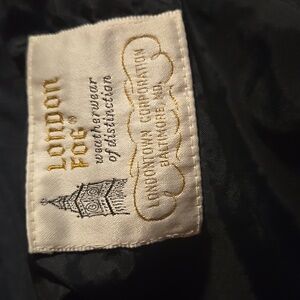 LONDON
FOG®
weatherwear
of distinction
LONDONTOWN CORPORATION
BALTIMORE, MD.